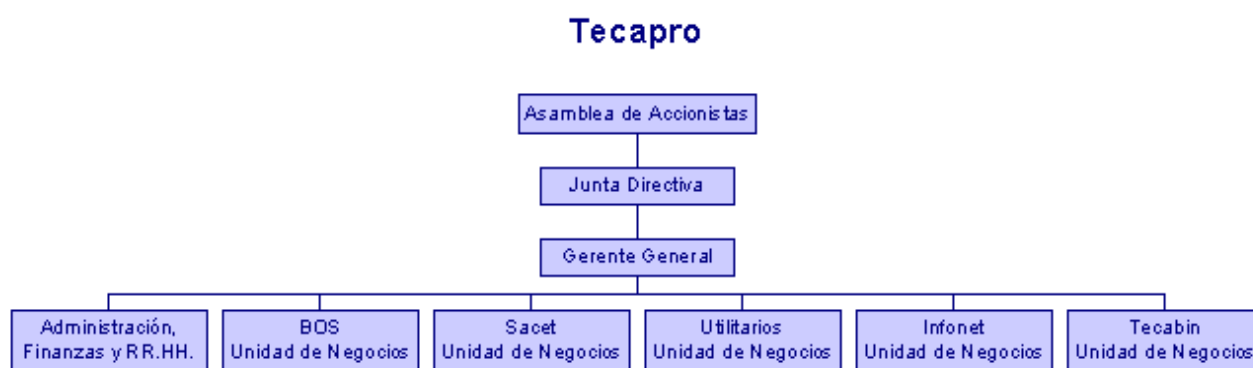 Tecapro
Asamblea de Accionistas
Junta Directiva
Gerente General
Administración,
Finanzas y RR.HH.
BOS
Unidad de Negocios
Sacet
Unidad de Negocios
Utilitarios
Unidad de Negocios
Infonet
Unidad de Negocios
Tecabin
Unidad de Negocios